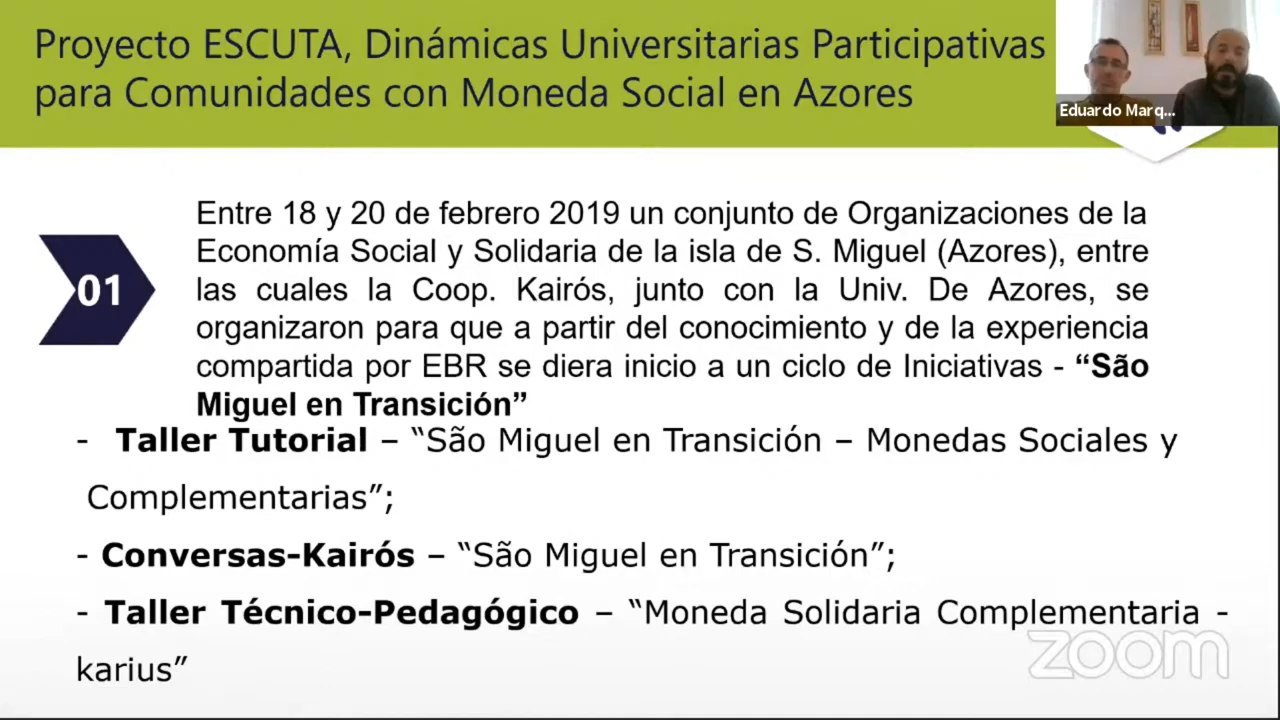 Proyecto ESCUTA, Dinámicas Universitarias Participativas
para Comunidades con Moneda Social en Azores
Eduardo Marq...
01
Entre 18 y 20 de febrero 2019 un conjunto de Organizaciones de la
Economía Social y Solidaria de la isla de S. Miguel (Azores), entre
las cuales la Coop. Kairós, junto con la Univ. De Azores, se
organizaron para que a partir del conocimiento y de la experiencia
compartida por EBR se diera inicio a un ciclo de Iniciativas - “São
Miguel en Transición”
- Taller Tutorial – “São Miguel en Transición – Monedas Sociales y
Complementarias”;
- Conversas-Kairós – “São Miguel en Transición”;
- Taller Técnico-Pedagógico – “Moneda Solidaria Complementaria -
karius”
zoom